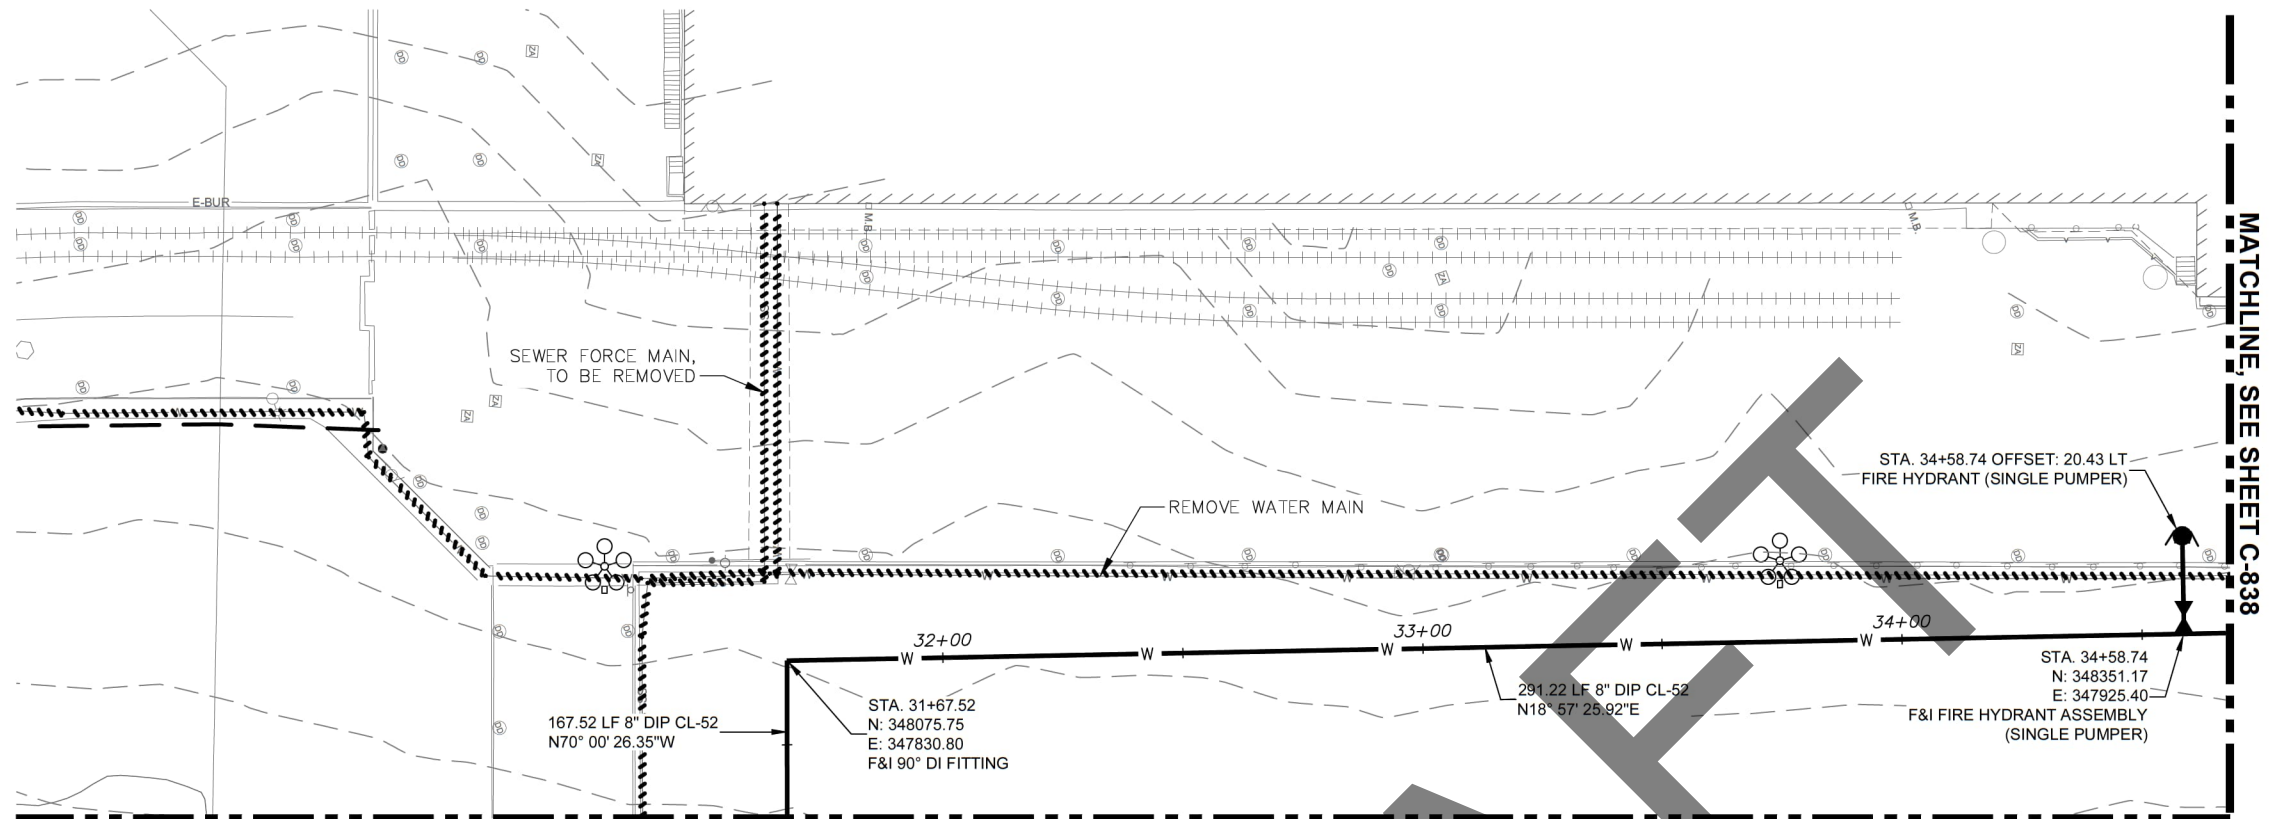 E-BUR
M.B.
M.B.
SEWER FORCE MAIN,
TO BE REMOVED
REMOVE WATER MAIN
STA. 34+58.74 OFFSET: 20.43 LT
FIRE HYDRANT (SINGLE PUMPER)
MATCHLINE, SEE SHEET C-838
32+00
33+00
34+00
W W W W W
STA. 31+67.52
N: 348075.75
E: 347830.80
F&I 90° DI FITTING
167.52 LF 8" DIP CL-52
N70° 00' 26.35"W
291.22 LF 8" DIP CL-52
N18° 57' 25.92"E
STA. 34+58.74
N: 348351.17
E: 347925.40
F&I FIRE HYDRANT ASSEMBLY
(SINGLE PUMPER)